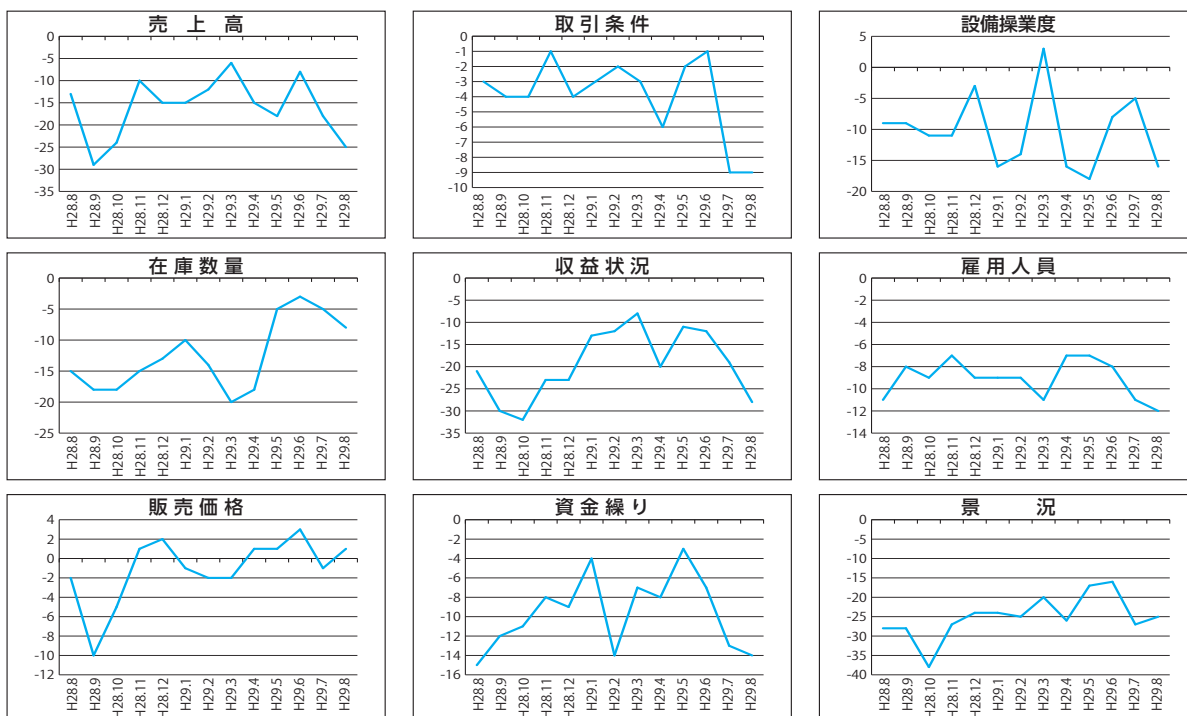 売上高
0
-5
-10
-15
-20
-25
-30
-35
H28.8
H28.9
H28.10
H28.11
H28.12
H29.1
H29.2
H29.3
H29.4
H29.5
H29.6
H29.7
H29.8
取引条件
0
-1
-2
-3
-4
-5
-6
-7
-8
-9
-10
H28.8
H28.9
H28.10
H28.11
H28.12
H29.1
H29.2
H29.3
H29.4
H29.5
H29.6
H29.7
H29.8
設備操業度
5
0
-5
-10
-15
-20
H28.8
H28.9
H28.10
H28.11
H28.12
H29.1
H29.2
H29.3
H29.4
H29.5
H29.6
H29.7
H29.8
在庫数量
0
-5
-10
-15
-20
-25
H28.8
H28.9
H28.10
H28.11
H28.12
H29.1
H29.2
H29.3
H29.4
H29.5
H29.6
H29.7
H29.8
収益状況
0
-5
-10
-15
-20
-25
-30
-35
H28.8
H28.9
H28.10
H28.11
H28.12
H29.1
H29.2
H29.3
H29.4
H29.5
H29.6
H29.7
H29.8
雇用人員
0
-2
-4
-6
-8
-10
-12
-14
H28.8
H28.9
H28.10
H28.11
H28.12
H29.1
H29.2
H29.3
H29.4
H29.5
H29.6
H29.7
H29.8
販売価格
4
2
0
-2
-4
-6
-8
-10
-12
H28.8
H28.9
H28.10
H28.11
H28.12
H29.1
H29.2
H29.3
H29.4
H29.5
H29.6
H29.7
H29.8
資金繰り
0
-2
-4
-6
-8
-10
-12
-14
-16
H28.8
H28.9
H28.10
H28.11
H28.12
H29.1
H29.2
H29.3
H29.4
H29.5
H29.6
H29.7
H29.8
景況
0
-5
-10
-15
-20
-25
-30
-35
-40
H28.8
H28.9
H28.10
H28.11
H28.12
H29.1
H29.2
H29.3
H29.4
H29.5
H29.6
H29.7
H29.8